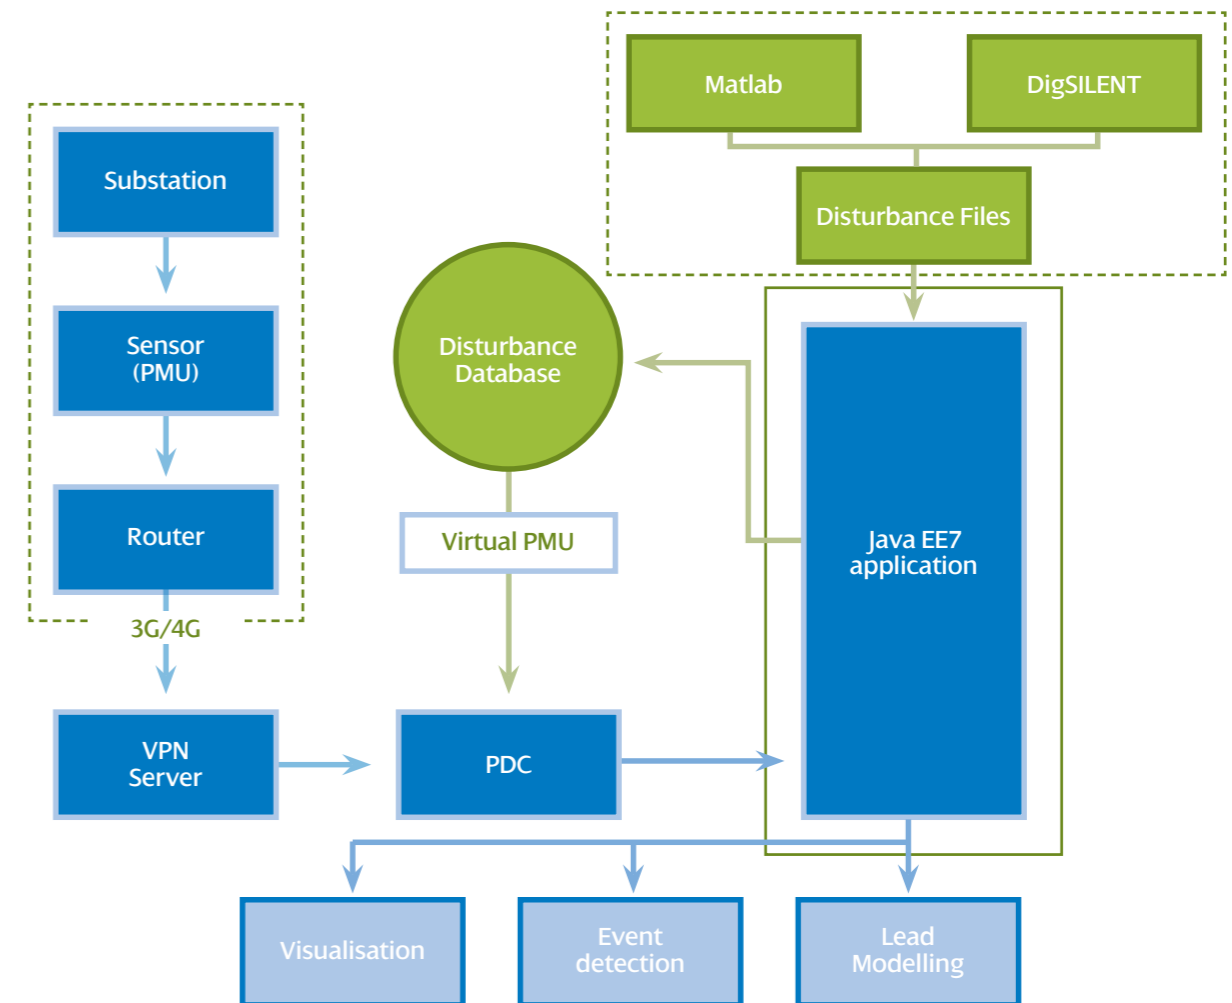 Matlab
DigSILENT
Substation
Disturbance Files
Sensor
(PMU)
Disturbance
Database
Router
Virtual PMU
Java EE7
application
3G/4G
VPN
Server
PDC
Visualisation
Event
detection
Lead
Modelling